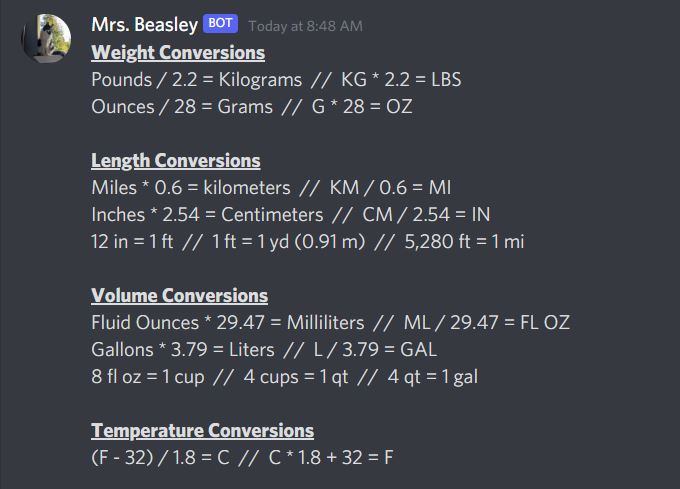 Mrs. Beasley BOT Today at 8:48 AM
Weight Conversions
Pounds / 2.2 = Kilograms // KG * 2.2 = LBS
Ounces / 28 = Grams // G * 28 = OZ
Length Conversions
Miles * 0.6 = kilometers // KM / 0.6 = MI
Inches * 2.54 = Centimeters // CM / 2.54 = IN
12 in = 1 ft // 1 ft = 1 yd (0.91 m) // 5,280 ft = 1 mi
Volume Conversions
Fluid Ounces * 29.47 = Milliliters // ML / 29.47 = FL OZ
Gallons * 3.79 = Liters // L / 3.79 = GAL
8 fl oz = 1 cup // 4 cups = 1 qt // 4 qt = 1 gal
Temperature Conversions
(F - 32) / 1.8 = C // C * 1.8 + 32 = F